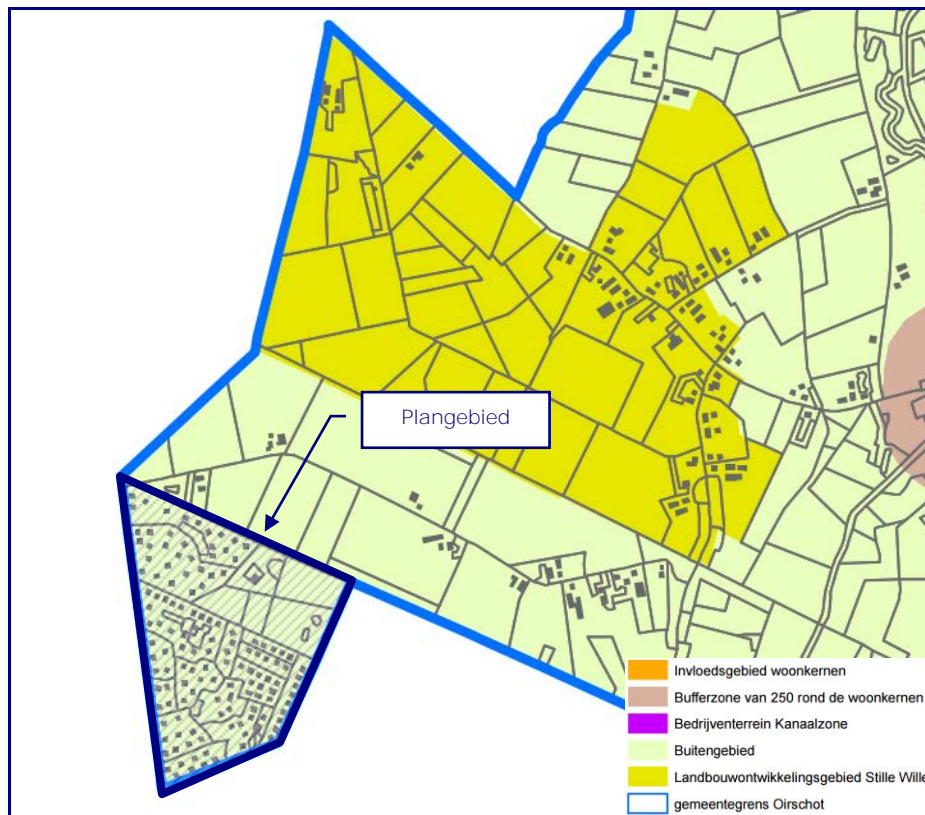 Plangebied
Invloedsgebied woonkernen
Bufferzone van 250 rond de woonkernen
Bedrijventerrein Kanaalzone
Buitengebied
Landbouwontwikkelingsgebied Stille Wille
gemeentegrens Oirschot